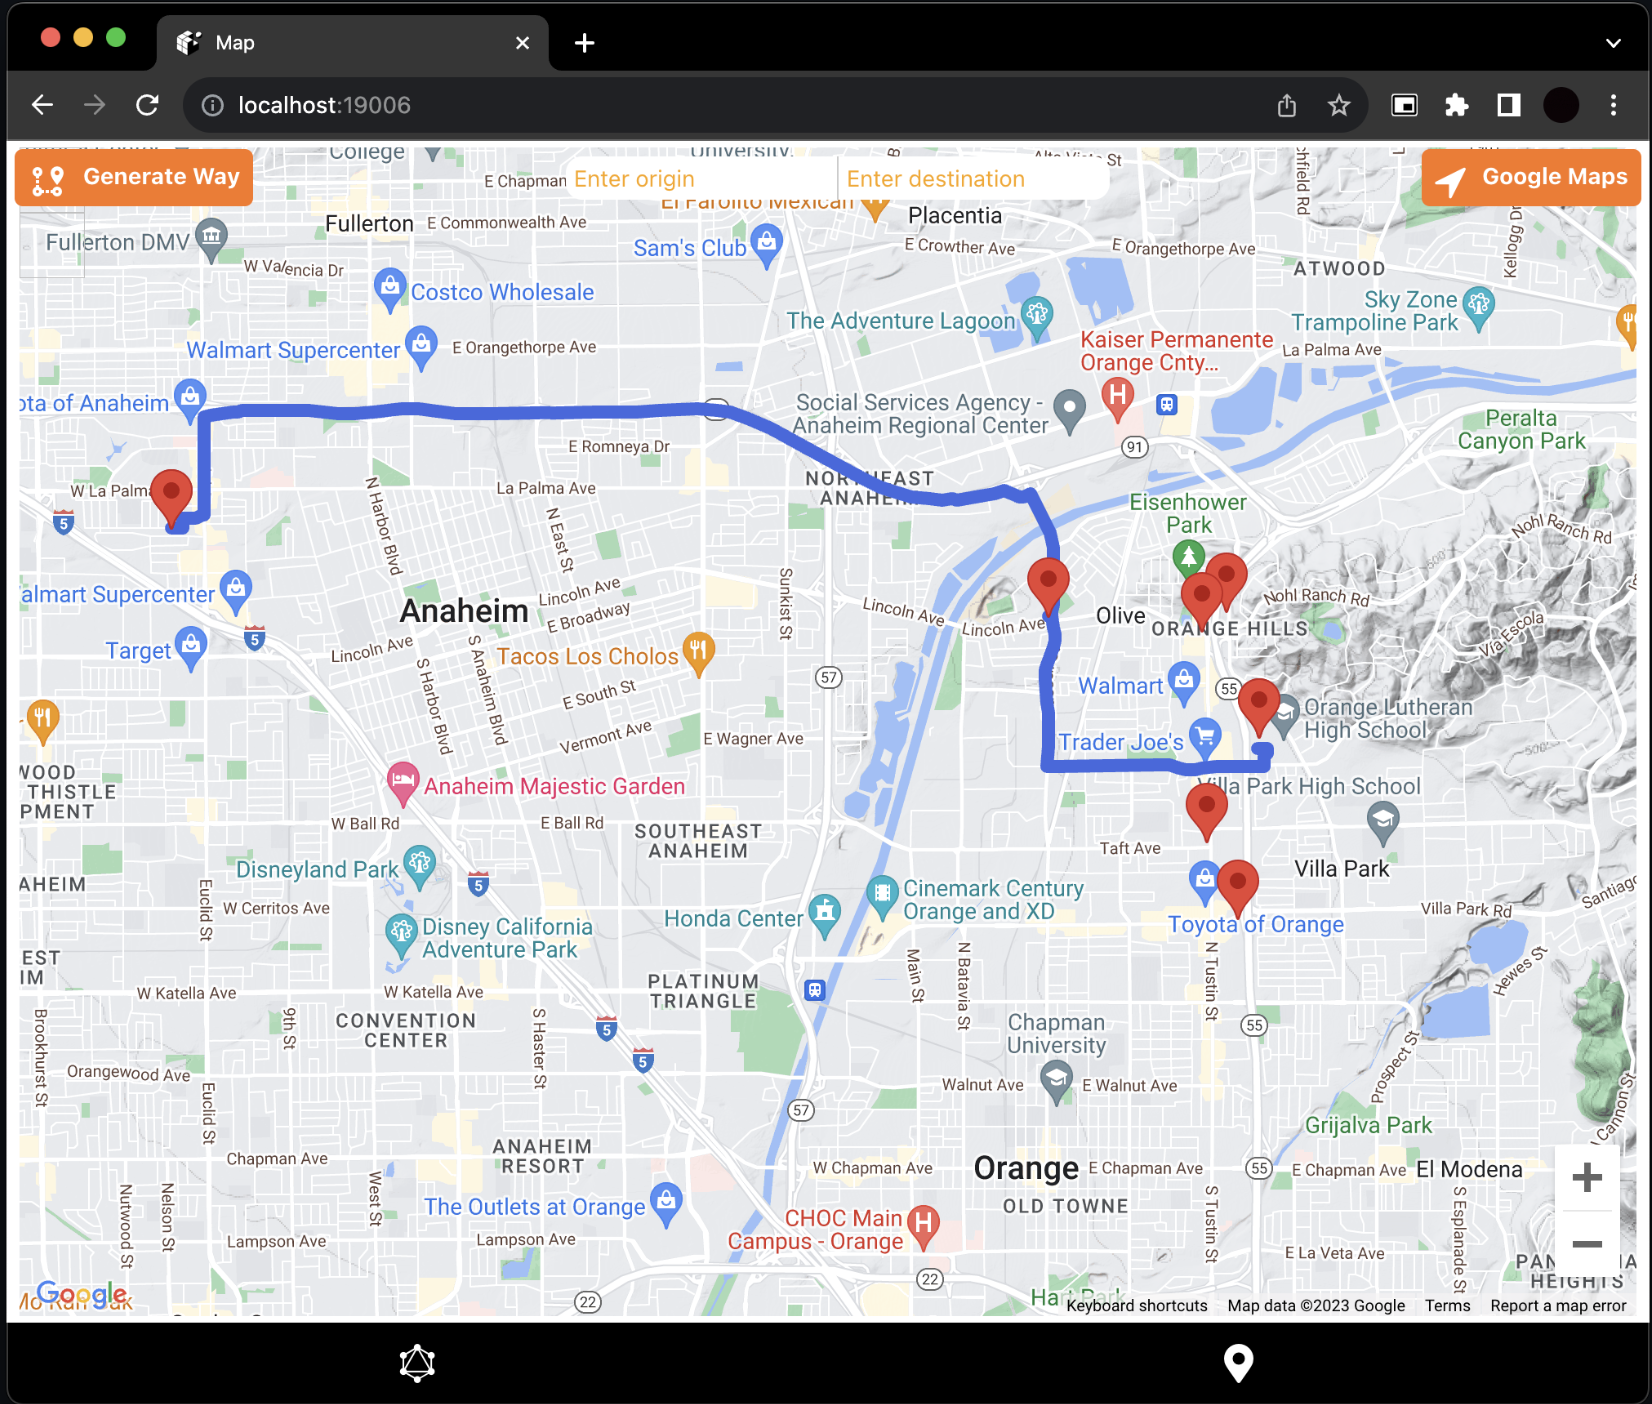 Map
localhost:19006
Generate Way
Enter origin
Enter destination
Google Maps
College
University
Alta Vista St
E Chapman
Fullerton
E Commonwealth Ave
El Farolito Mexican
Placentia
Fullerton DMV
Sam's Club
E Crowther Ave
E Orangethorpe Ave
Kellogg Dr
W Valencia Dr
ATWOOD
Costco Wholesale
Sky Zone
Trampoline Park
The Adventure Lagoon
Kaiser Permanente
Orange Cnty...
Walmart Supercenter
E Orangethorpe Ave
La Palma Ave
ota of Anaheim
Social Services Agency -
Anaheim Regional Center
Peralta
Canyon Park
E Romneya Dr
91
NORTHEAST
ANAHEIM
W La Palma
La Palma Ave
N Harbor Blvd
N East St
Eisenhower
Park
Nohl Ranch Rd
500
5
almart Supercenter
Anaheim
Lincoln Ave
E Broadway
Sunkist St
Lincoln Ave
Lincoln Ave
Olive
ORANGE HILLS
Nohl Ranch Rd
Via Escola
5
Target
Lincoln Ave
S Harbor Blvd
S Anaheim Blvd
Tacos Los Cholos
57
Walmart
55
E South St
Orange Lutheran
High School
Vermont Ave
E Wagner Ave
Trader Joe's
500
WOOD
THISTLE
PMENT
Anaheim Majestic Garden
Villa Park High School
W Ball Rd
E Ball Rd
SOUTHEAST
ANAHEIM
Taft Ave
Villa Park
Disneyland Park
5
AHEIM
Euclid St
W Cerritos Ave
Cinemark Century
Orange and XD
Honda Center
Villa Park Rd
Santiago
Toyota of Orange
Disney California
Adventure Park
EST
IM
Main St
N Batavia St
N Tustin St
Hewes St
W Katella Ave
W Katella Ave
PLATINUM
TRIANGLE
Brookhurst St
9th St
CONVENTION
CENTER
S Haster St
5
5
Chapman
University
55
Prospect St
Orangewood Ave
Euclid St
Walnut Ave
E Walnut Ave
57
Grijalva Park
Cannon St
ANAHEIM
RESORT
Chapman Ave
W Chapman Ave
Orange
E Chapman Ave
55
E Chapman Ave
El Modena
OLD TOWNE
Nutwood St
Nelson St
West St
The Outlets at Orange
CHOC Main
Campus - Orange
S Tustin St
S Esplanade St
Lampson Ave
Lampson Ave
E La Veta Ave
22
22
HEIGHTS
Google
Hart Park
Keyboard shortcuts
Map data ©2023 Google
Terms
Report a map error